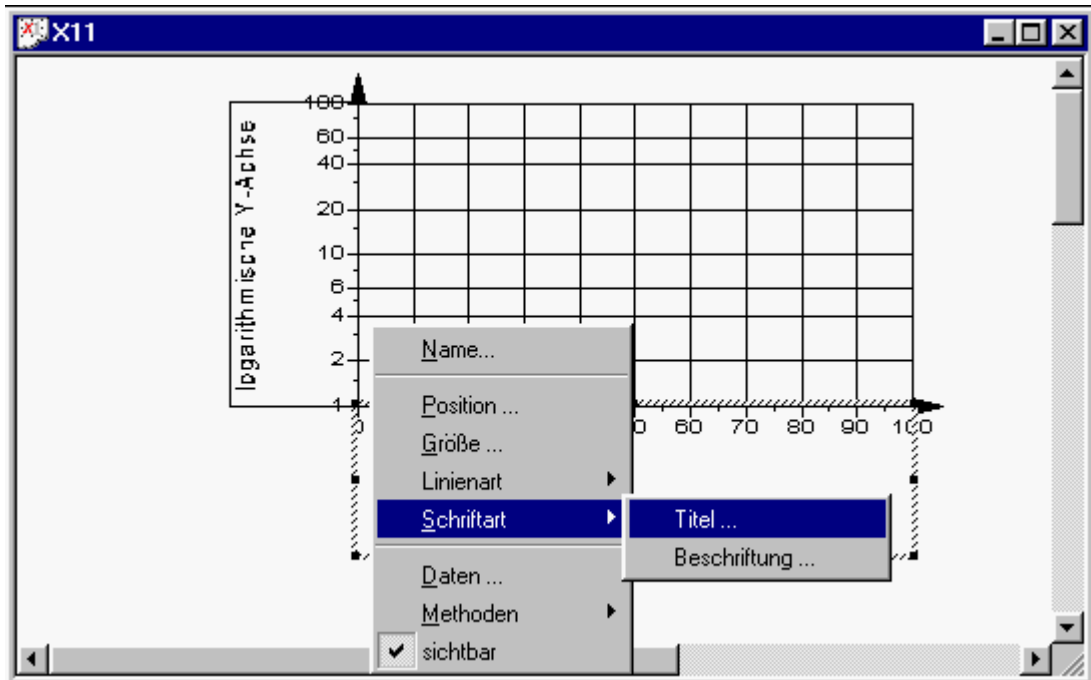 X11
100
60
40
20
10
6
4
2
1
logarithmische Y-Achse
0 60 70 80 90 100
Name...
Position ...
Größe ...
Linienart
Schriftart
Titel ...
Beschriftung ...
Daten ...
Methoden
sichtbar